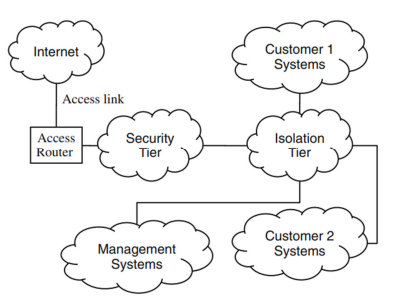 Internet
Access link
Access
Router
Security
Tier
Customer 1
Systems
Isolation
Tier
Management
Systems
Customer 2
Systems